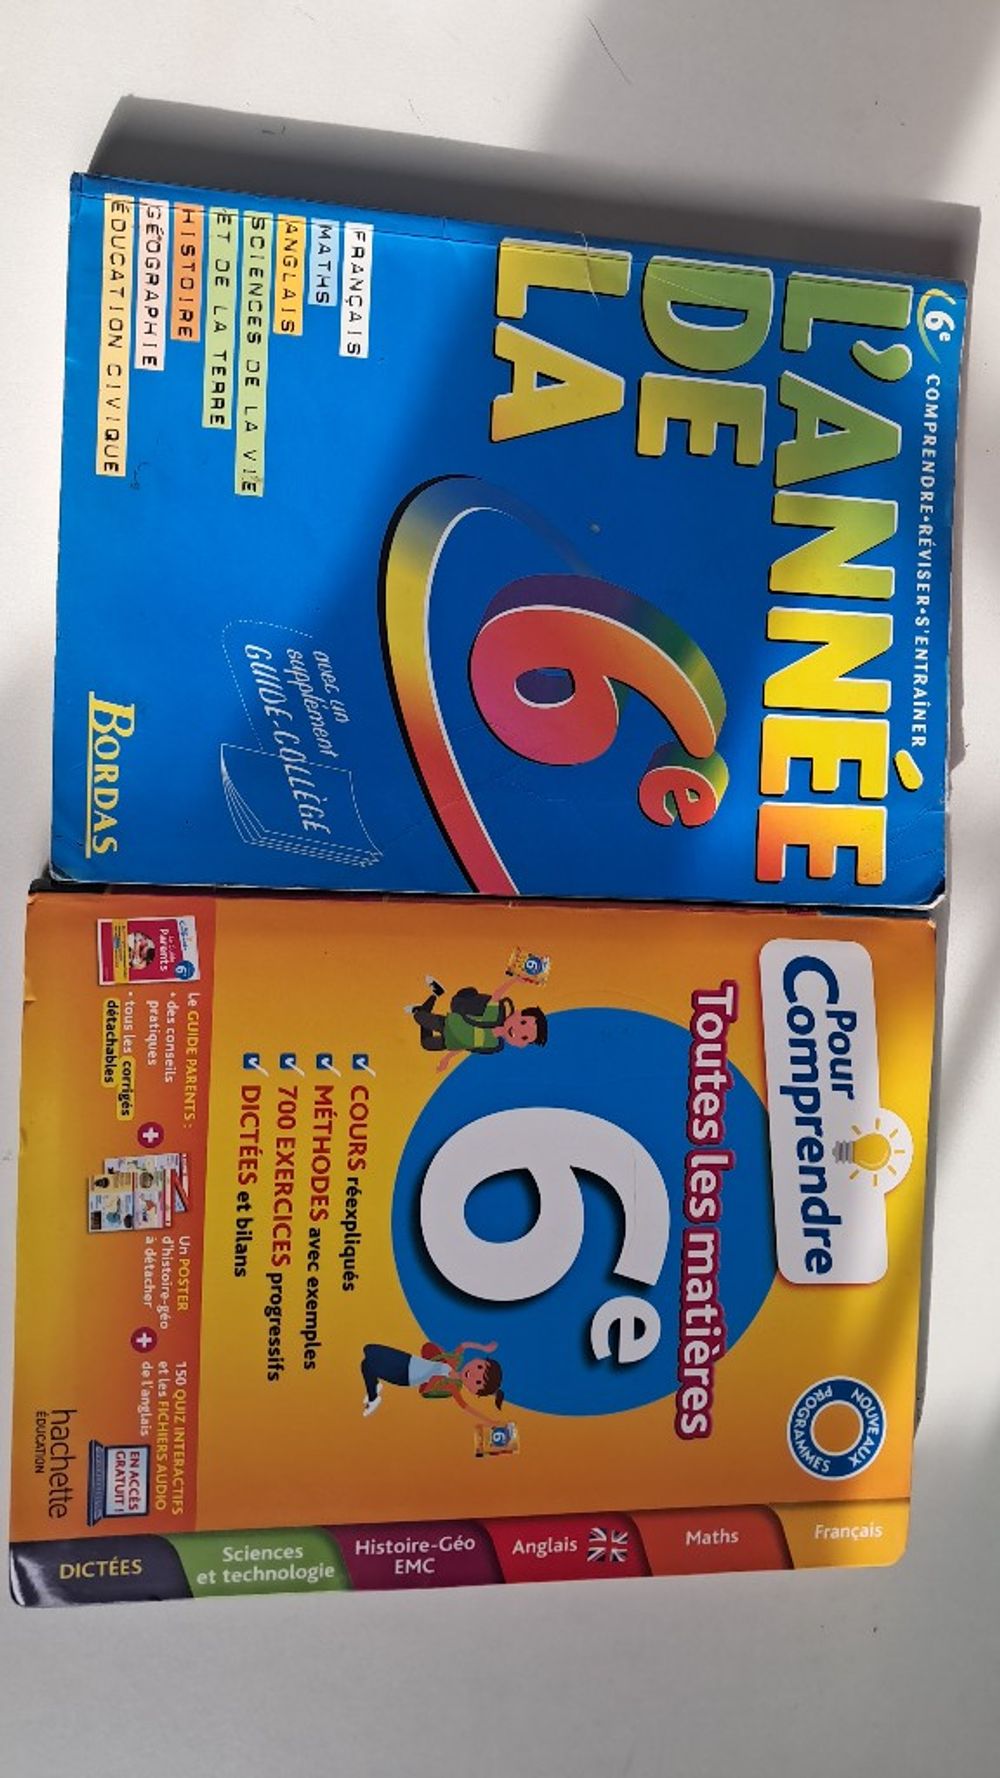 6e COMPRENDRE•RÉVISER•S'ENTRAÎNER
L'ANNÉE
DE
LA
6e
FRANÇAIS
MATHS
ANGLAIS
SCIENCES DE LA VIE
ET DE LA TERRE
HISTOIRE
GÉOGRAPHIE
ÉDUCATION CIVIQUE
avec un
supplément
GUIDE-COLLÈGE
BORDAS
Pour
Comprendre
NOUVEAUX
PROGRAMMES
Toutes les matières
6e
6
6
COURS réexpliqués
MÉTHODES avec exemples
700 EXERCICES progressifs
DICTÉES et bilans
Le GUIDE PARENTS :
• des conseils
pratiques
• tous les corrigés
détachables
Parents
6e
+
Un POSTER
d'histoire-géo
à détacher
+
150 QUIZ INTERACTIFS
et les FICHIERS AUDIO
de l'anglais
EN ACCÈS
GRATUIT !
hachette
ÉDUCATION
Français
Maths
Anglais
Histoire-Géo
EMC
Sciences
et technologie
DICTÉES